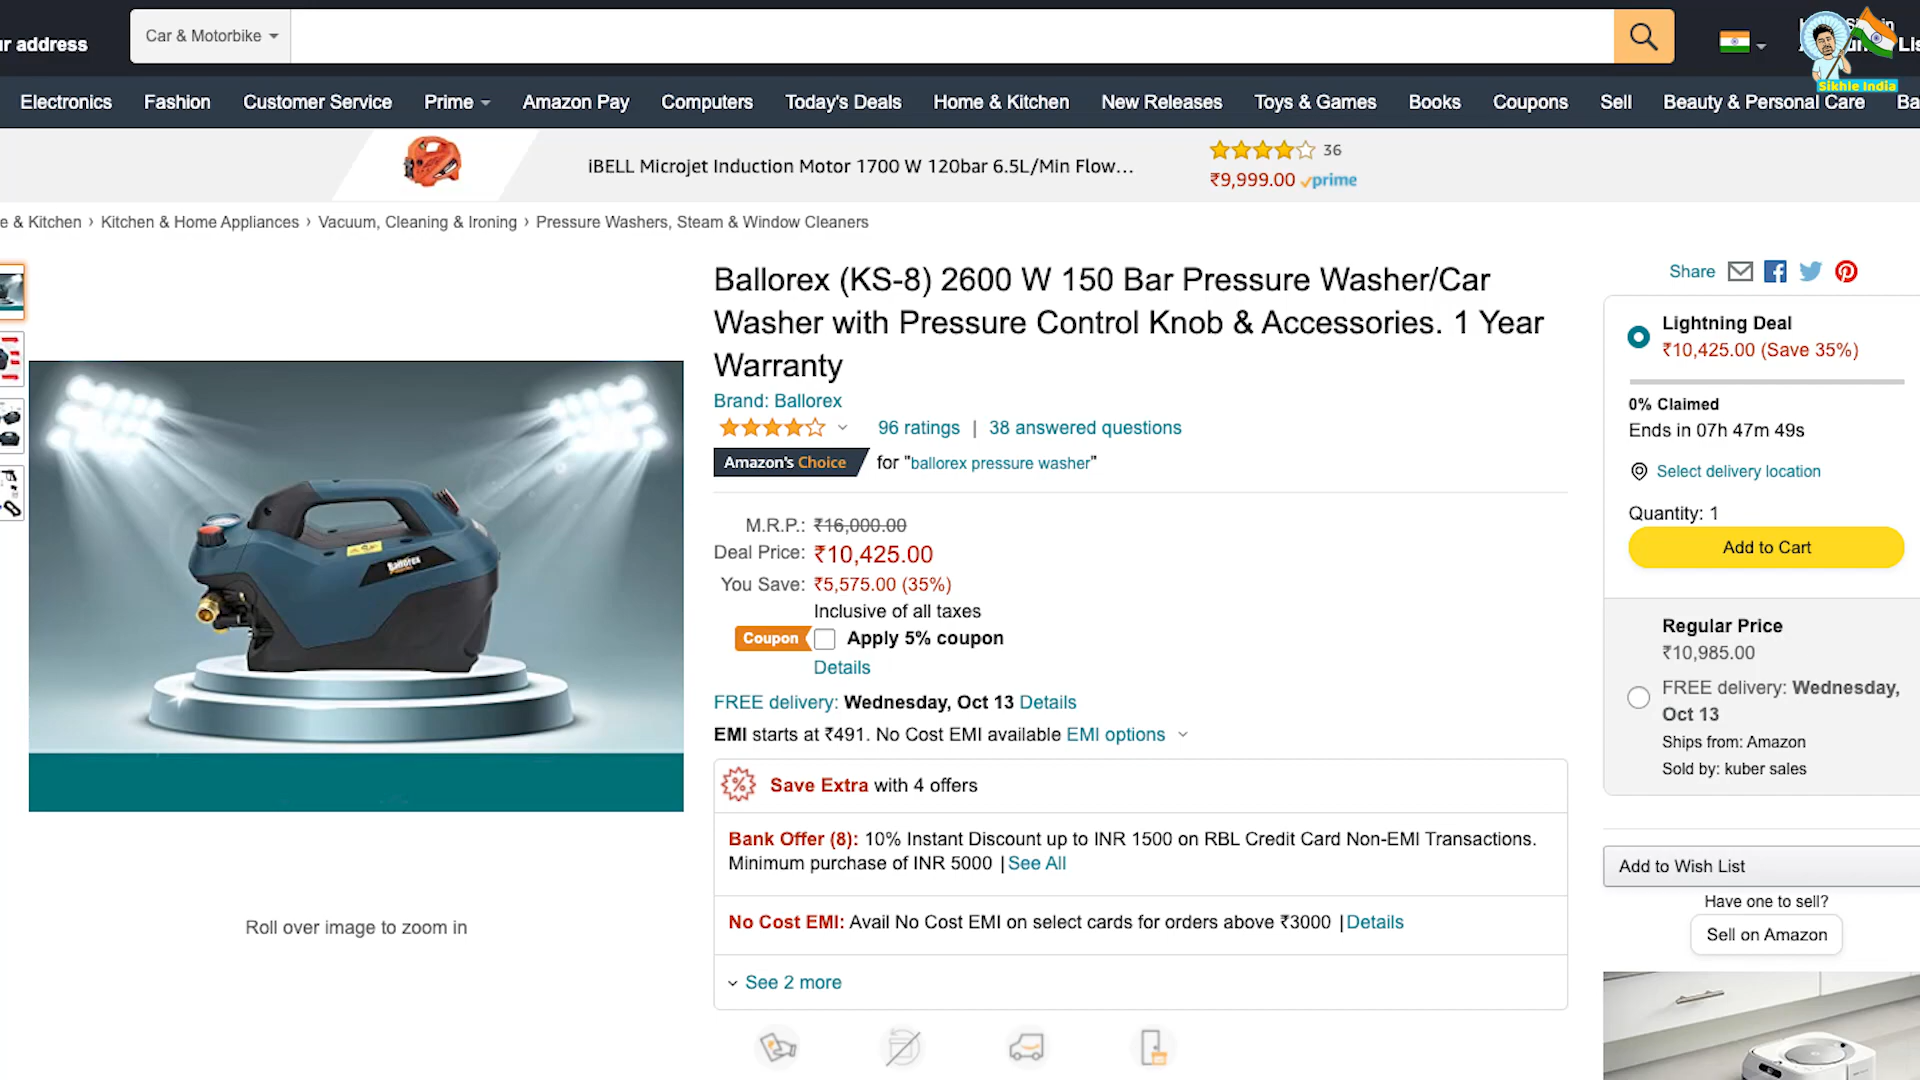 ur address
Car & Motorbike
Sikhle India
Electronics Fashion Customer Service Prime Amazon Pay Computers Today's Deals Home & Kitchen New Releases Toys & Games Books Coupons Sell Beauty & Personal Care Ba
iBELL Microjet Induction Motor 1700 W 120bar 6.5L/Min Flow...
36
₹9,999.00 prime
e & Kitchen › Kitchen & Home Appliances › Vacuum, Cleaning & Ironing › Pressure Washers, Steam & Window Cleaners
Ballorex (KS-8) 2600 W 150 Bar Pressure Washer/Car
Washer with Pressure Control Knob & Accessories. 1 Year
Warranty
Brand: Ballorex
96 ratings | 38 answered questions
Amazon's Choice for "ballorex pressure washer"
M.R.P.: ₹16,000.00
Deal Price: ₹10,425.00
You Save: ₹5,575.00 (35%)
Inclusive of all taxes
Coupon Apply 5% coupon
Details
FREE delivery: Wednesday, Oct 13 Details
EMI starts at ₹491. No Cost EMI available EMI options
Save Extra with 4 offers
Bank Offer (8): 10% Instant Discount up to INR 1500 on RBL Credit Card Non-EMI Transactions.
Minimum purchase of INR 5000 | See All
No Cost EMI: Avail No Cost EMI on select cards for orders above ₹3000 | Details
See 2 more
Ballorex
Roll over image to zoom in
Share
Lightning Deal
₹10,425.00 (Save 35%)
0% Claimed
Ends in 07h 47m 49s
Select delivery location
Quantity: 1
Add to Cart
Regular Price
₹10,985.00
FREE delivery: Wednesday,
Oct 13
Ships from: Amazon
Sold by: kuber sales
Add to Wish List
Have one to sell?
Sell on Amazon